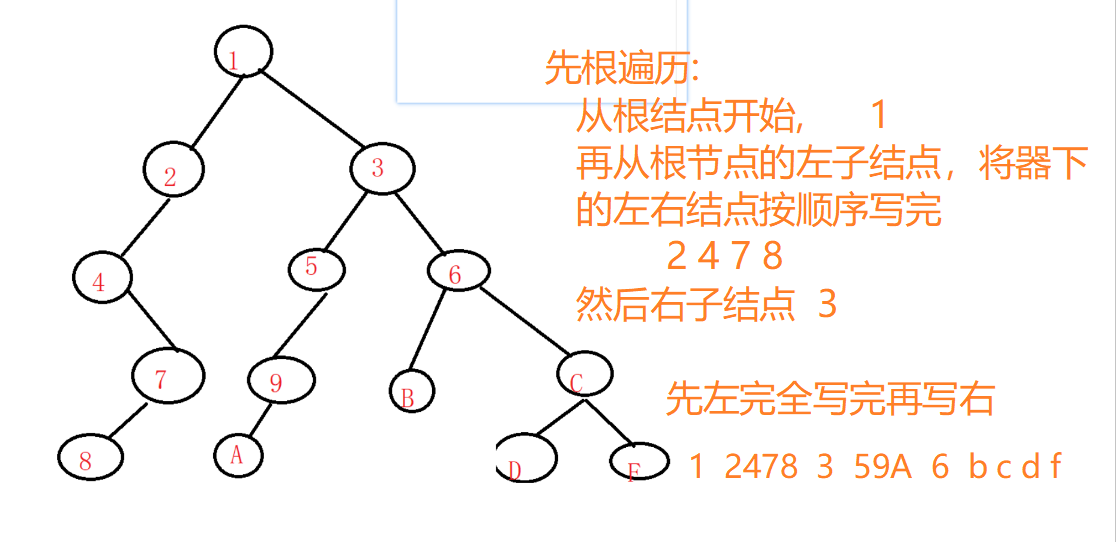 1
2
3
4
5
6
7
9
B
C
8
A
D
F
先根遍历:
从根结点开始, 1
再从根节点的左子结点，将器下
的左右结点按顺序写完
2 4 7 8
然后右子结点 3
先左完全写完再写右
1 2478 3 59A 6 b c d f